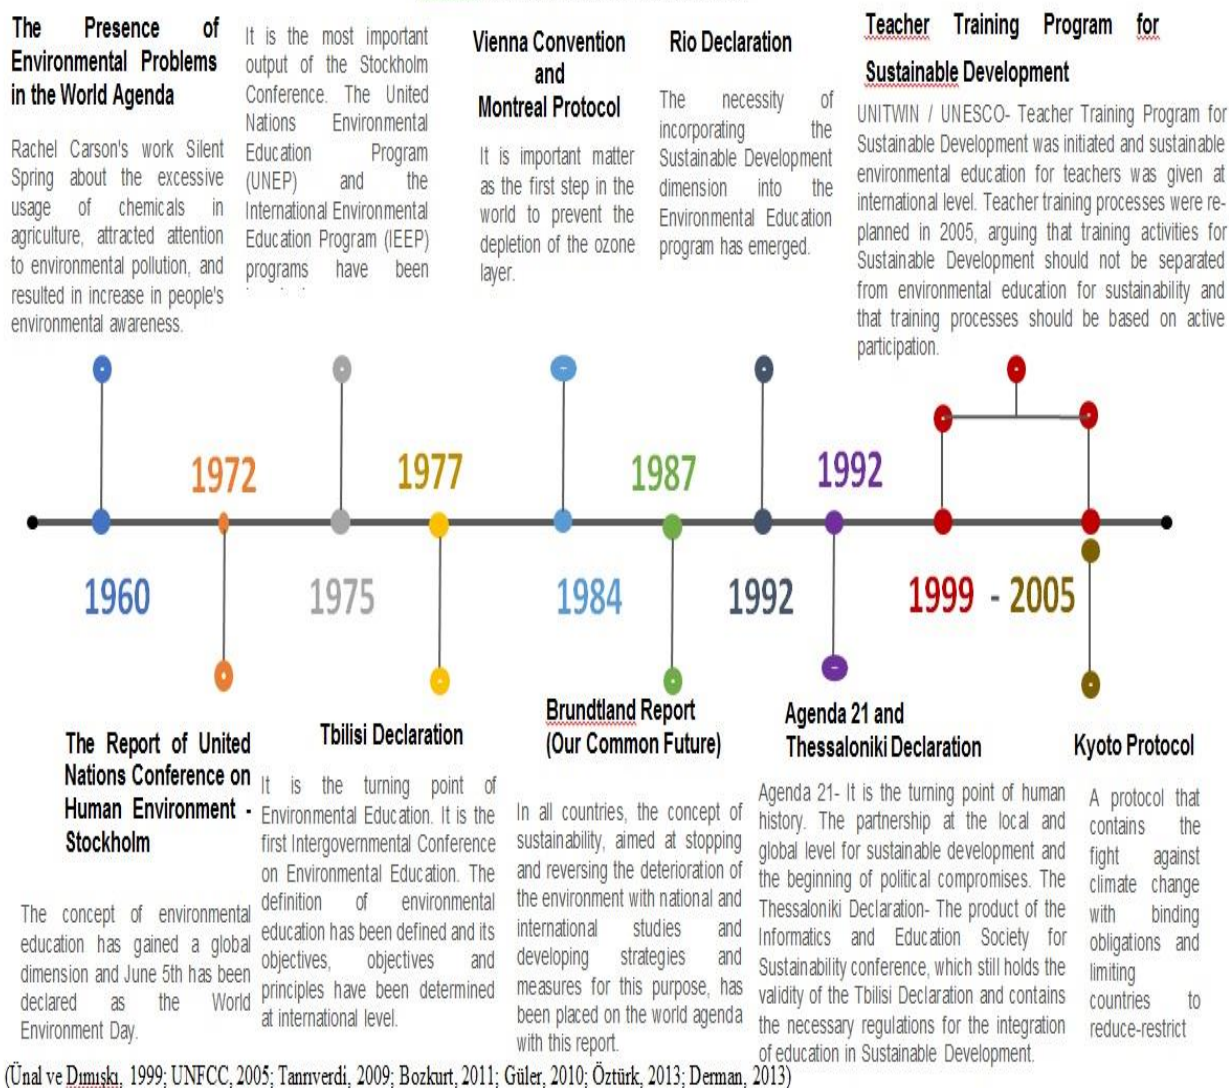 The Presence of
Environmental Problems
in the World Agenda
Rachel Carson's work Silent
Spring about the excessive
usage of chemicals in
agriculture, attracted attention
to environmental pollution, and
resulted in increase in people's
environmental awareness.
It is the most important
output of the Stockholm
Conference. The United
Nations Environmental
Education Program
(UNEP) and the
International Environmental
Education Program (IEEP)
programs have been
Vienna Convention
and
Montreal Protocol
It is important matter
as the first step in the
world to prevent the
depletion of the ozone
layer.
Rio Declaration
The necessity of
incorporating the
Sustainable Development
dimension into the
Environmental Education
program has emerged.
Teacher Training Program for
Sustainable Development
UNITWIN / UNESCO- Teacher Training Program for
Sustainable Development was initiated and sustainable
environmental education for teachers was given at
international level. Teacher training processes were re-
planned in 2005, arguing that training activities for
Sustainable Development should not be separated
from environmental education for sustainability and
that training processes should be based on active
participation.
1972
1977
1987
1992
1960
1975
1984
1992
1999 - 2005
The Report of United
Nations Conference on
Human Environment -
Stockholm
The concept of environmental
education has gained a global
dimension and June 5th has been
declared as the World
Environment Day.
Tbilisi Declaration
It is the turning point of
Environmental Education. It is the
first Intergovernmental Conference
on Environmental Education. The
definition of environmental
education has been defined and its
objectives, objectives and
principles have been determined
at international level.
Brundtland Report
(Our Common Future)
In all countries, the concept of
sustainability, aimed at stopping
and reversing the deterioration of
the environment with national and
international studies and
developing strategies and
measures for this purpose, has
been placed on the world agenda
with this report.
Agenda 21 and
Thessaloniki Declaration
Agenda 21- It is the turning point of human
history. The partnership at the local and
global level for sustainable development and
the beginning of political compromises. The
Thessaloniki Declaration- The product of the
Informatics and Education Society for
Sustainability conference, which still holds the
validity of the Tbilisi Declaration and contains
the necessary regulations for the integration
of education in Sustainable Development.
Kyoto Protocol
A protocol that
contains the
fight against
climate change
with binding
obligations and
limiting
countries to
reduce-restrict
(Ünal ve Dımışkı, 1999; UNFCC, 2005; Tanrıverdi, 2009; Bozkurt, 2011; Güler, 2010; Öztürk, 2013; Derman, 2013)